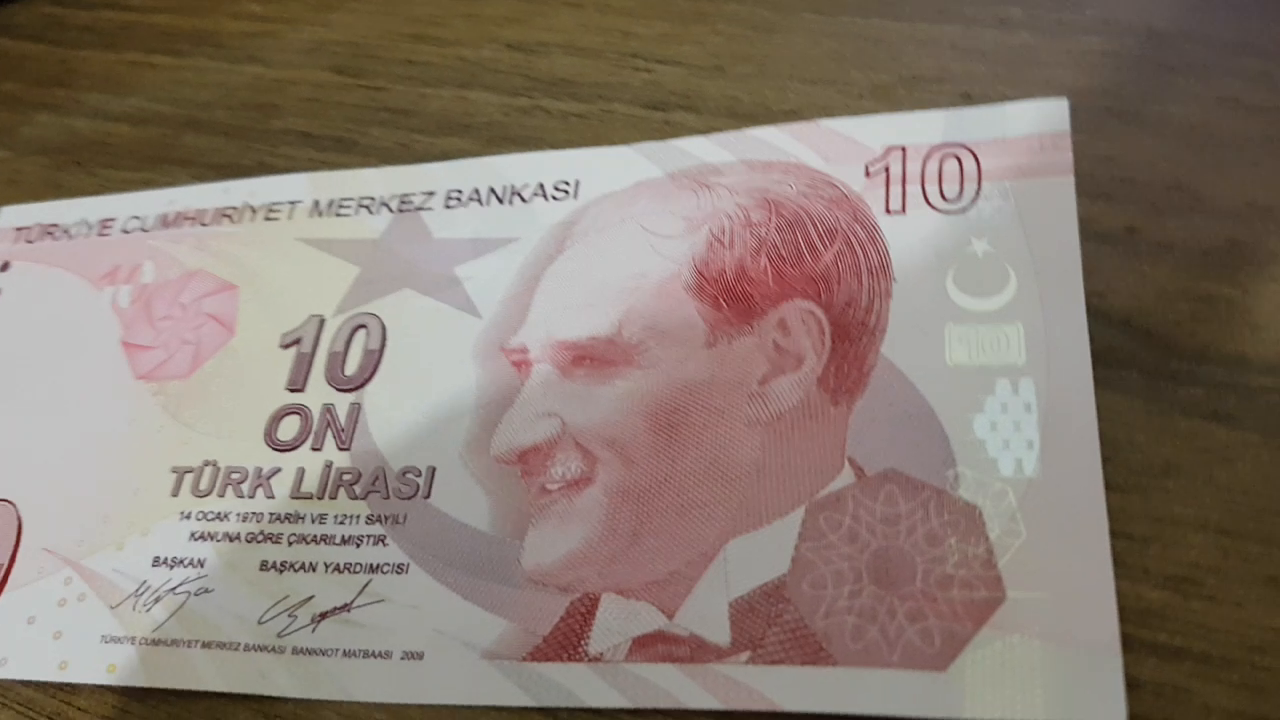 TÜRKİYE CUMHURİYET MERKEZ BANKASI
10
10
ON
TÜRK LİRASI
14 OCAK 1970 TARİH VE 1211 SAYILI
KANUNA GÖRE ÇIKARILMIŞTIR.
BAŞKAN BAŞKAN YARDIMCISI
TÜRKİYE CUMHURİYET MERKEZ BANKASI BANKNOT MATBAASI 2009